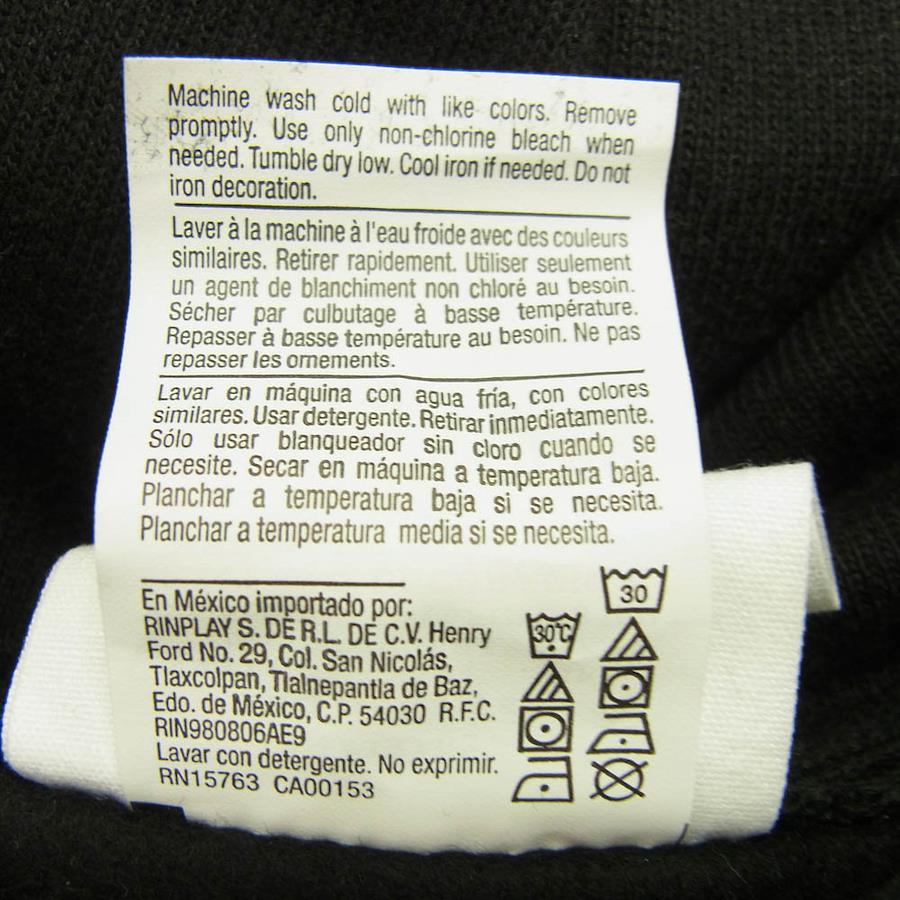 Machine wash cold with like colors. Remove
promptly. Use only non-chlorine bleach when
needed. Tumble dry low. Cool iron if needed. Do not
iron decoration.
Laver à la machine à l'eau froide avec des couleurs
similaires. Retirer rapidement. Utiliser seulement
un agent de blanchiment non chloré au besoin.
Sécher par culbutage à basse température.
Repasser à basse température au besoin. Ne pas
repasser les ornements.
Lavar en máquina con agua fría, con colores
similares. Usar detergente. Retirar inmediatamente.
Sólo usar blanqueador sin cloro cuando se
necesite. Secar en máquina a temperatura baja.
Planchar a temperatura baja si se necesita.
Planchar a temperatura media si se necesita.
En México importado por:
RINPLAY S. DE R.L. DE C.V. Henry
Ford No. 29, Col. San Nicolás,
Tlaxcolpan, Tlalnepantla de Baz,
Edo. de México, C.P. 54030 R.F.C.
RIN980806AE9
Lavar con detergente. No exprimir.
RN15763 CA00153
30°C
30